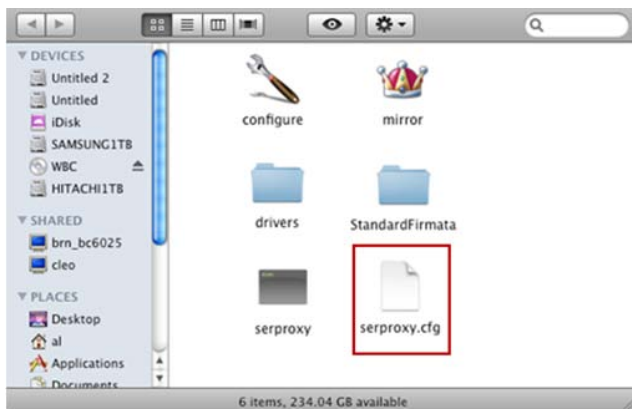 DEVICES
Untitled 2
Untitled
iDisk
SAMSUNG1TB
WBC
HITACHI1TB
SHARED
brn_bc6025
cleo
PLACES
Desktop
al
Applications
Documents
configure
mirror
drivers
StandardFirmata
serproxy
serproxy.cfg
6 items, 234.04 GB available